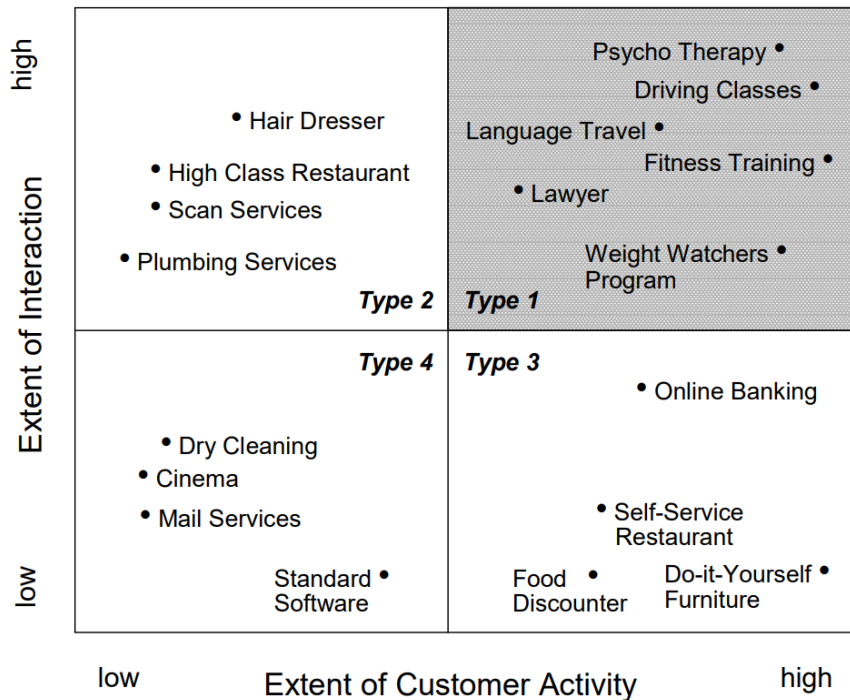 high
Psycho Therapy
Driving Classes
Hair Dresser
Language Travel
Fitness Training
High Class Restaurant
Lawyer
Scan Services
Plumbing Services
Weight Watchers
Program
Type 2
Type 1
Extent of Interaction
Type 4
Type 3
Online Banking
Dry Cleaning
Cinema
Mail Services
Self-Service
Restaurant
Standard
Software
Food
Discounter
Do-it-Yourself
Furniture
low
low
Extent of Customer Activity
high